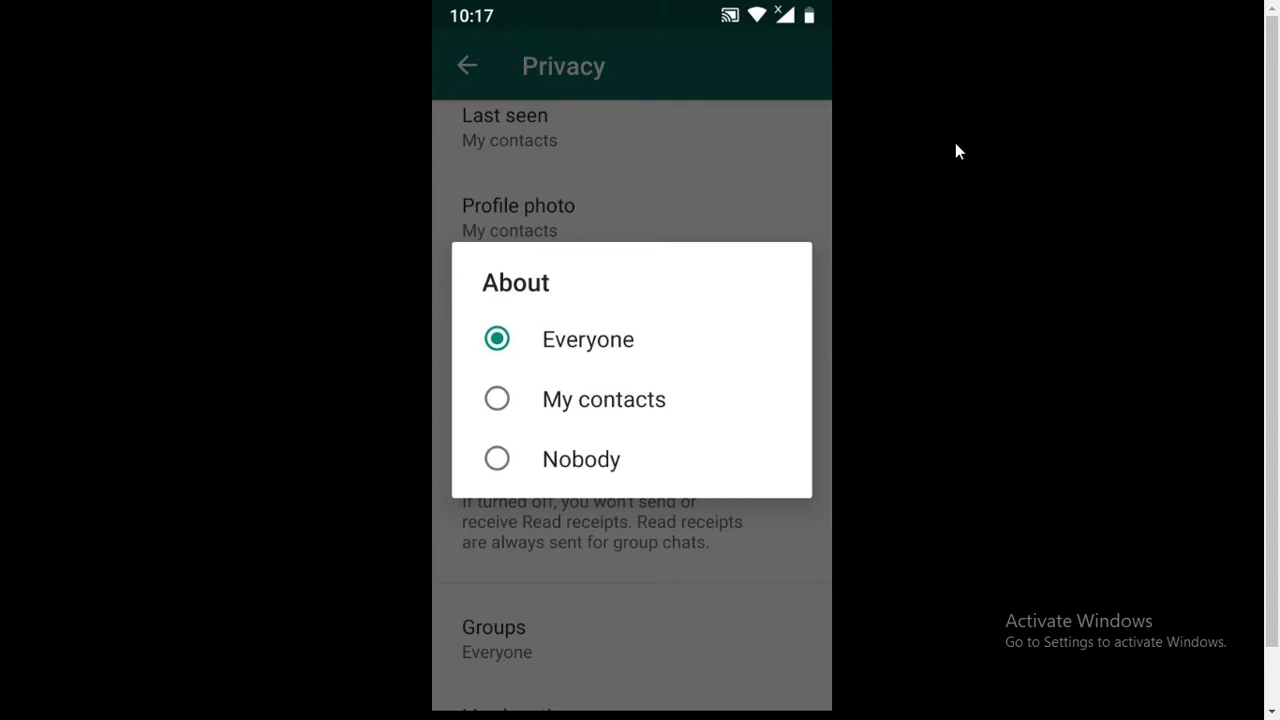 10:17
Privacy
Last seen
My contacts
Profile photo
My contacts
About
Everyone
My contacts
Nobody
If turned off, you won't send or
receive Read receipts. Read receipts
are always sent for group chats.
Groups
Everyone
Activate Windows
Go to Settings to activate Windows.